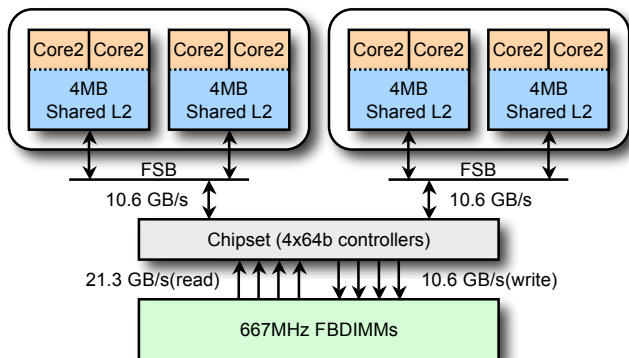 Core2 Core2 Core2 Core2 Core2 Core2 Core2 Core2
4MB 4MB 4MB 4MB
Shared L2 Shared L2 Shared L2 Shared L2
FSB FSB
10.6 GB/s 10.6 GB/s
Chipset (4x64b controllers)
21.3 GB/s(read) 10.6 GB/s(write)
667MHz FBDIMMs